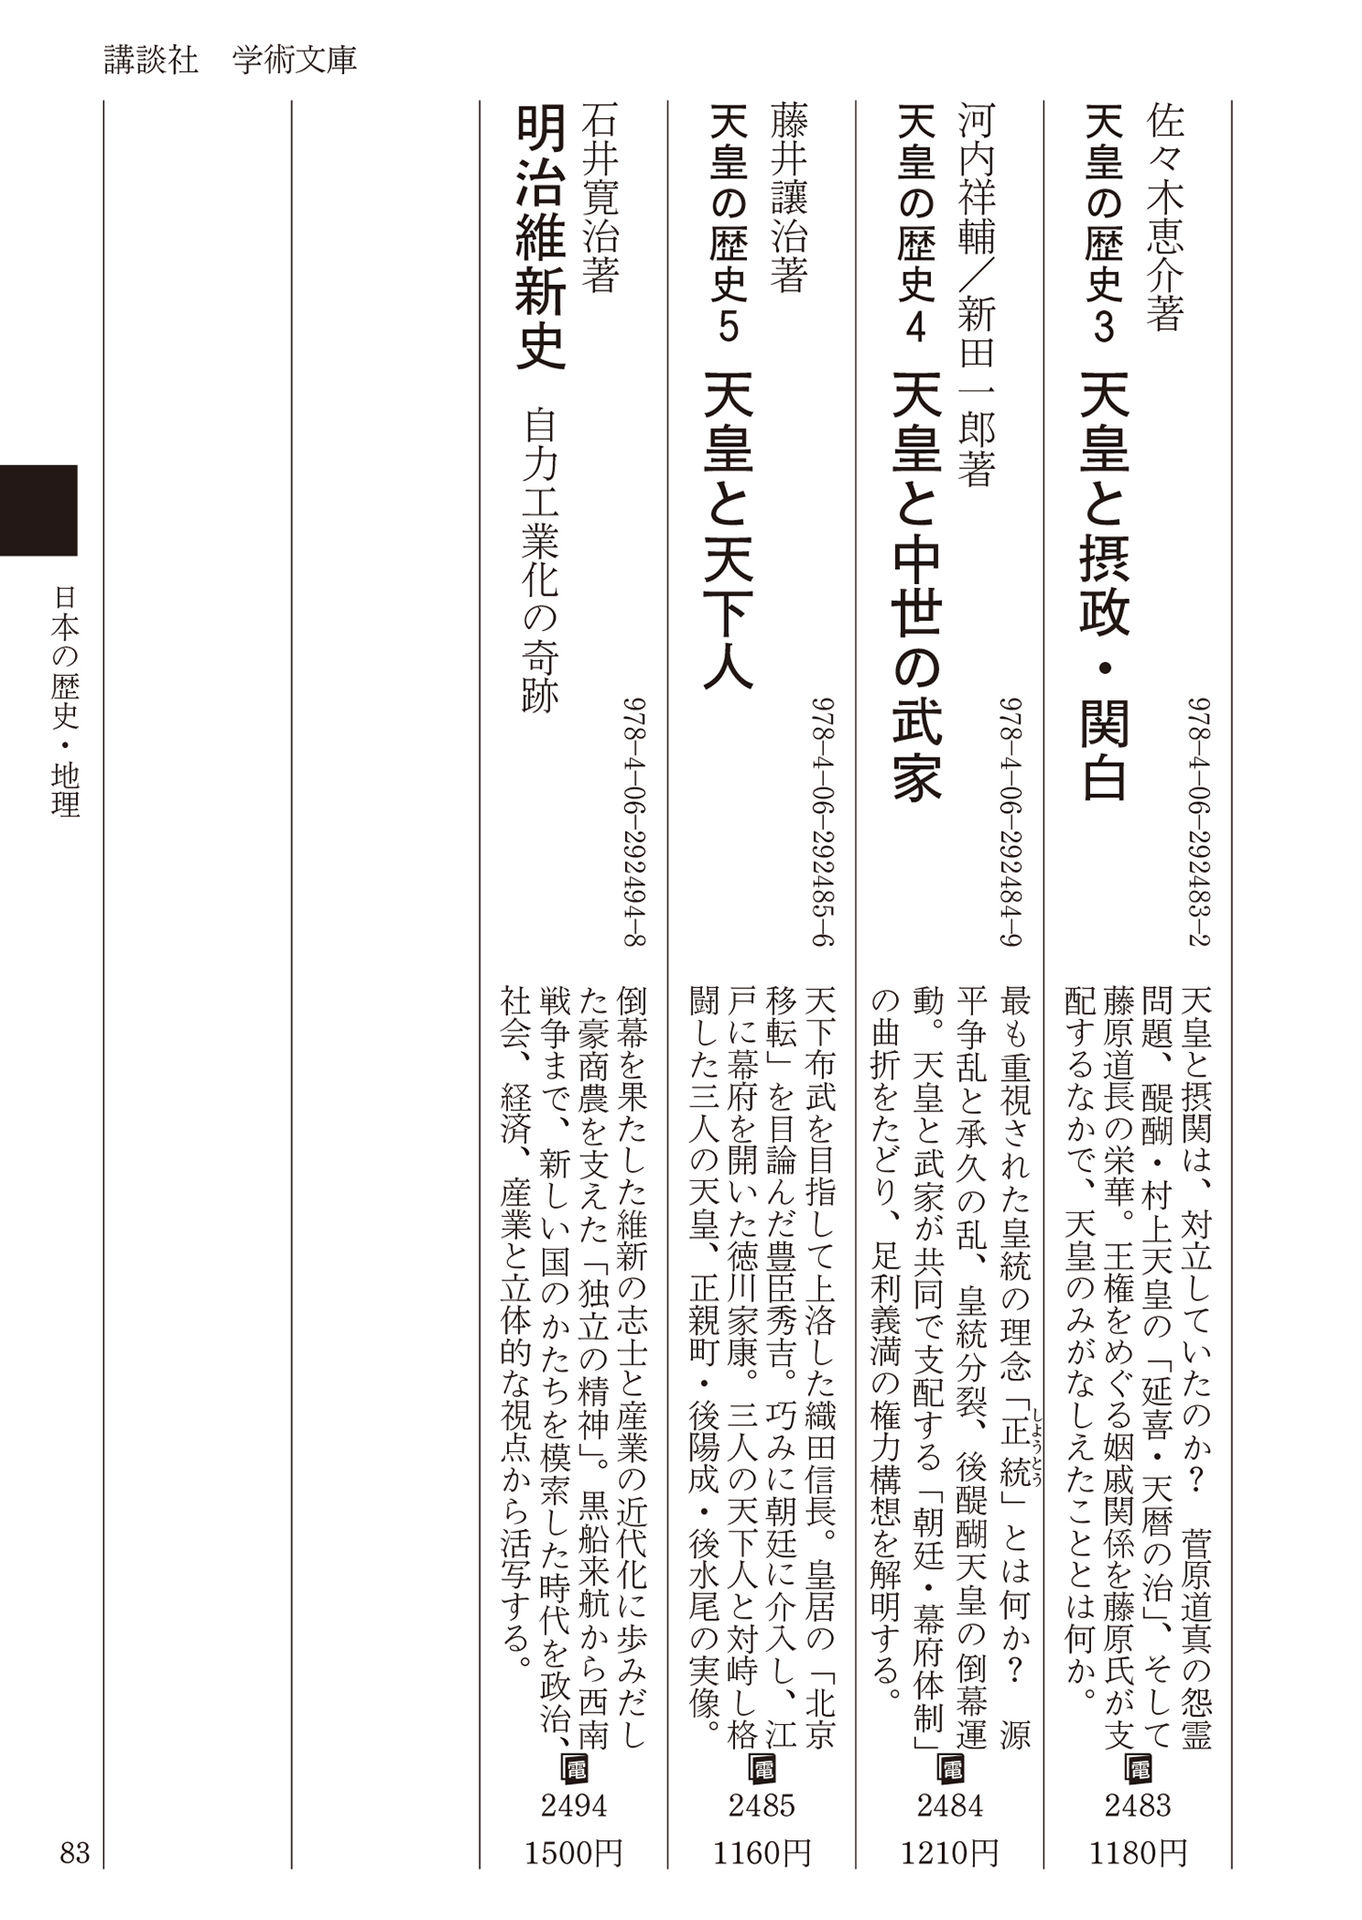 講談社　学術文庫
佐々木恵介著
天皇の歴史3　天皇と摂政・関白
978-4-06-292483-2
天皇と摂関は、対立していたのか？　菅原道真の怨霊
問題、醍醐・村上天皇の「延喜・天暦の治」、そして
藤原道長の栄華。王権をめぐる姻戚関係を藤原氏が支
配するなかで、天皇のみがなしえたこととは何か。
電
2483
1180円
河内祥輔／新田一郎著
天皇の歴史4　天皇と中世の武家
978-4-06-292484-9
しょうとう
最も重視された皇統の理念「正統」とは何か？　源
平争乱と承久の乱、皇統分裂、後醍醐天皇の倒幕運
動。天皇と武家が共同で支配する「朝廷・幕府体制」
の曲折をたどり、足利義満の権力構想を解明する。
電
2484
1210円
藤井讓治著
天皇の歴史5　天皇と天下人
978-4-06-292485-6
天下布武を目指して上洛した織田信長。皇居の「北京
移転」を目論んだ豊臣秀吉。巧みに朝廷に介入し、江
戸に幕府を開いた徳川家康。三人の天下人と対峙し格
闘した三人の天皇、正親町・後陽成・後水尾の実像。
電
2485
1160円
石井寛治著
明治維新史　自力工業化の奇跡
978-4-06-292494-8
倒幕を果たした維新の志士と産業の近代化に歩みだし
た豪商農を支えた「独立の精神」。黒船来航から西南
戦争まで、新しい国のかたちを模索した時代を政治、
社会、経済、産業と立体的な視点から活写する。
電
2494
1500円
日本の歴史・地理
83